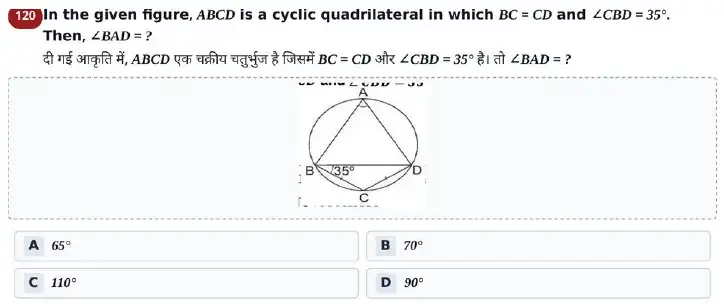 120 In the given figure, ABCD is a cyclic quadrilateral in which BC = CD and ∠CBD = 35°.
Then, ∠BAD = ?
दी गई आकृति में, ABCD एक चक्रीय चतुर्भुज है जिसमें BC = CD और ∠CBD = 35° है। तो ∠BAD = ?
A
B 35° D
C
A 65°
B 70°
C 110°
D 90°